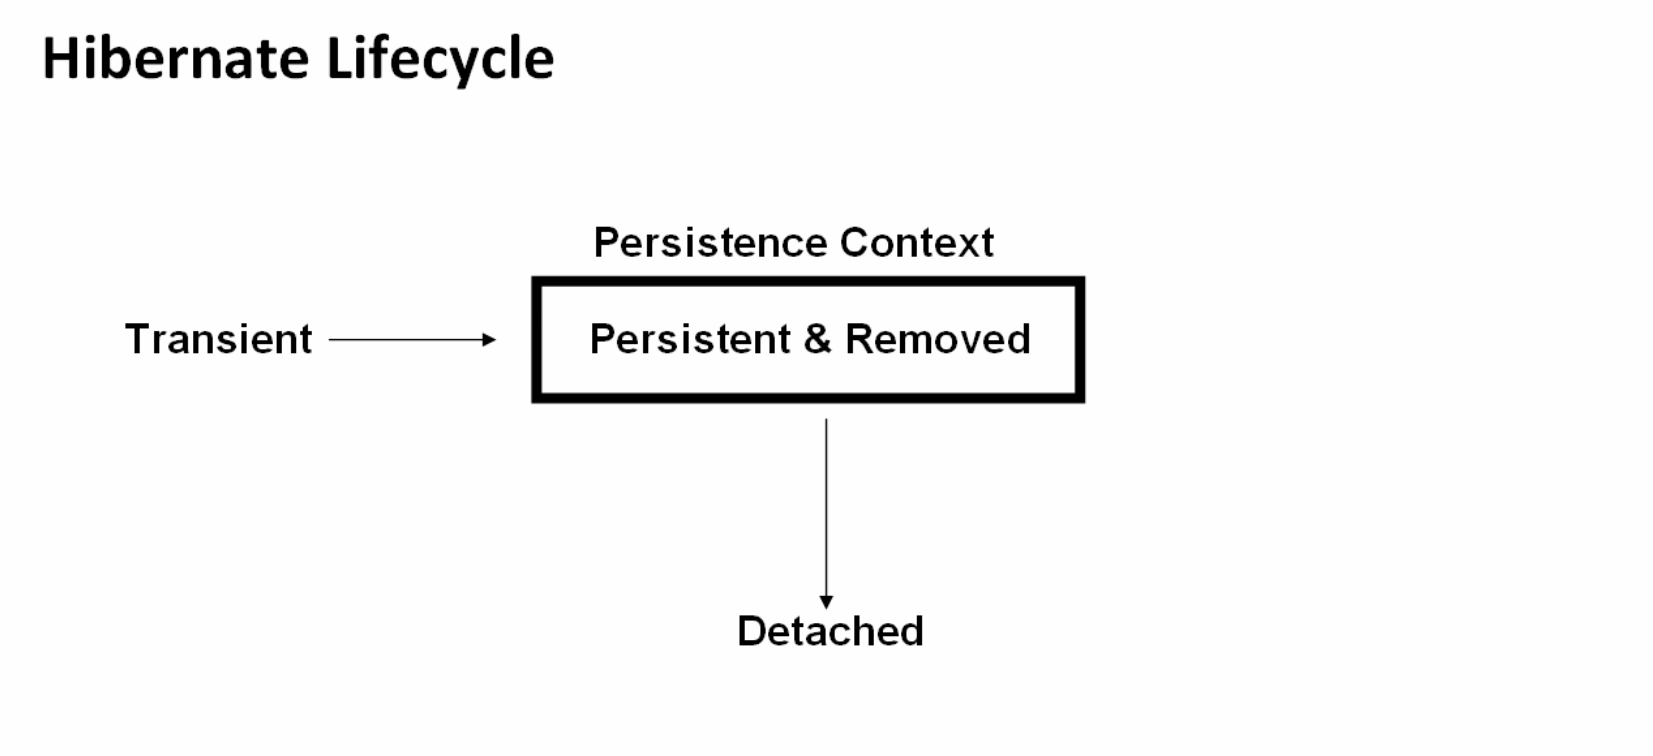 Hibernate Lifecycle
Persistence Context
Transient
Persistent & Removed
Detached